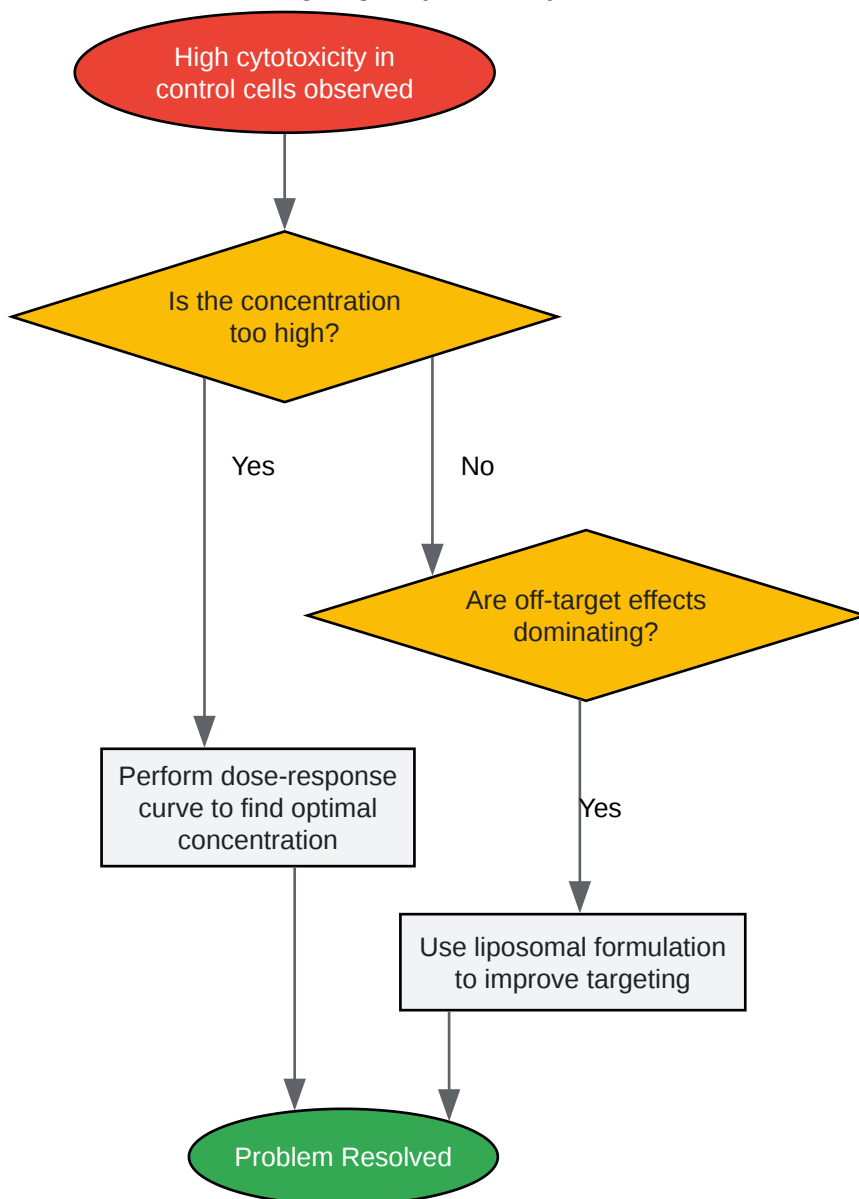 High cytotoxicity in
control cells observed
Is the concentration
too high?
Yes
No
Are off-target effects
dominating?
Perform dose-response
curve to find optimal
concentration
Yes
Use liposomal formulation
to improve targeting
Problem Resolved